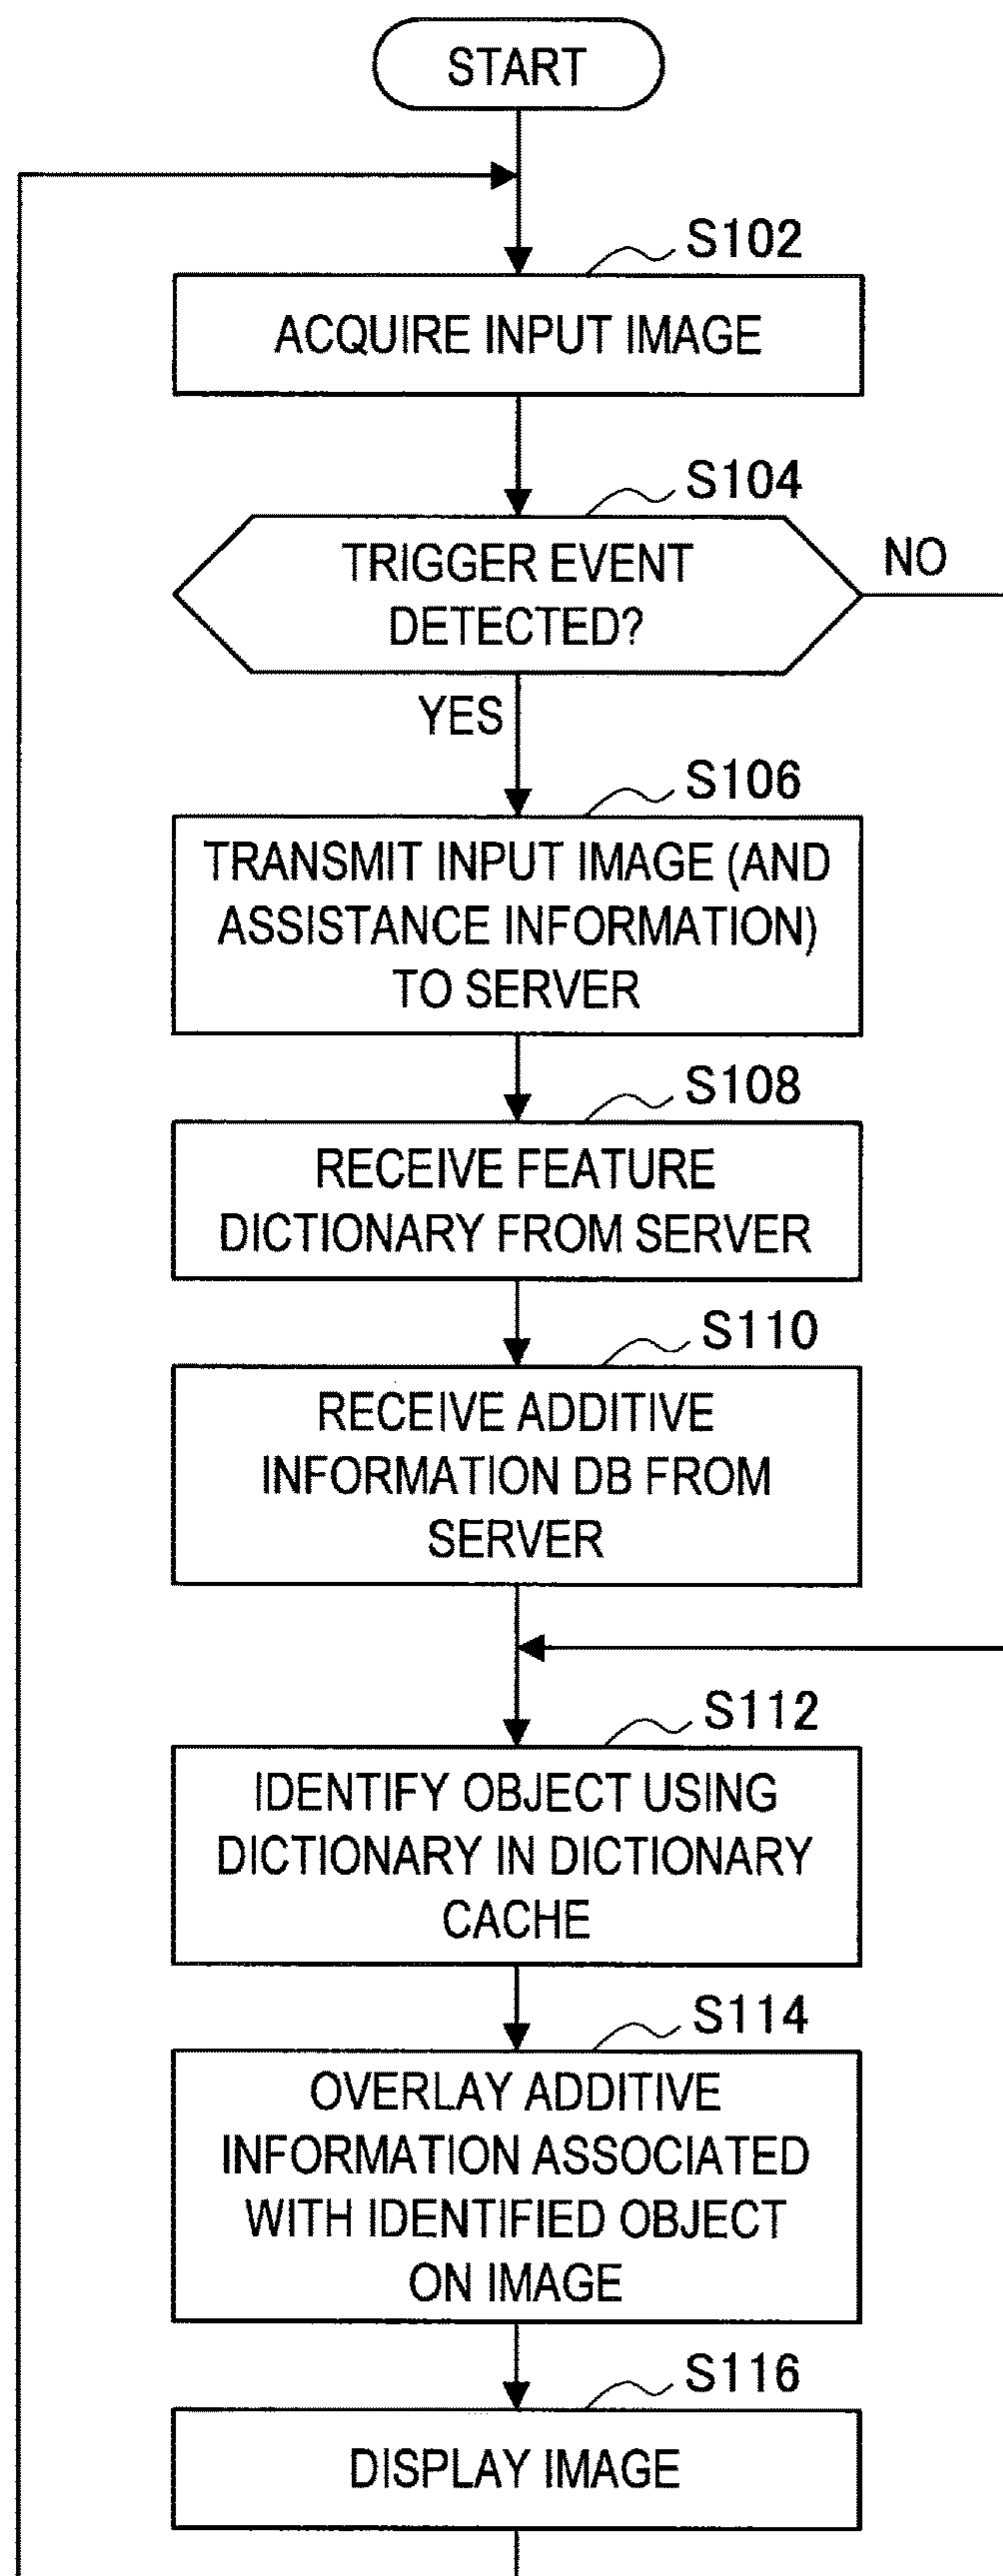 START
S102
ACQUIRE INPUT IMAGE
S104
TRIGGER EVENT
DETECTED?
NO
YES
S106
TRANSMIT INPUT IMAGE (AND
ASSISTANCE INFORMATION)
TO SERVER
S108
RECEIVE FEATURE
DICTIONARY FROM SERVER
S110
RECEIVE ADDITIVE
INFORMATION DB FROM
SERVER
S112
IDENTIFY OBJECT USING
DICTIONARY IN DICTIONARY
CACHE
S114
OVERLAY ADDITIVE
INFORMATION ASSOCIATED
WITH IDENTIFIED OBJECT
ON IMAGE
S116
DISPLAY IMAGE